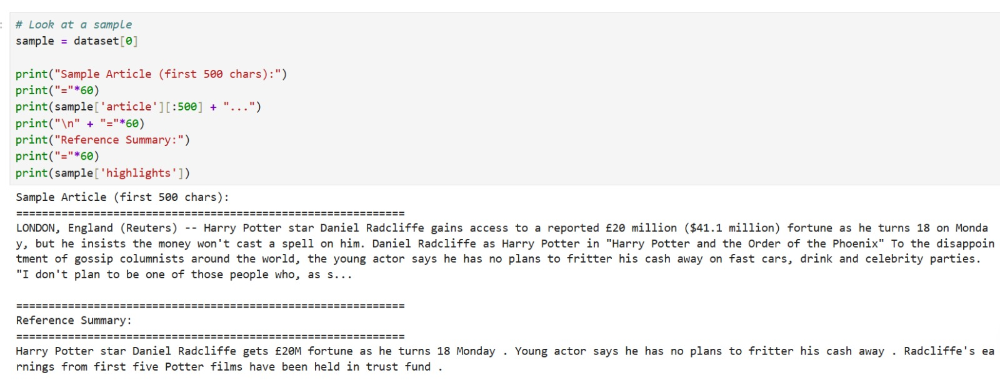 :
# Look at a sample
sample = dataset[0]
print("Sample Article (first 500 chars):")
print("="*60)
print(sample['article'][:500] + "...")
print("\n" + "="*60)
print("Reference Summary:")
print("="*60)
print(sample['highlights'])
Sample Article (first 500 chars):
============================================================
LONDON, England (Reuters) -- Harry Potter star Daniel Radcliffe gains access to a reported £20 million ($41.1 million) fortune as he turns 18 on Monda
y, but he insists the money won't cast a spell on him. Daniel Radcliffe as Harry Potter in "Harry Potter and the Order of the Phoenix" To the disappoin
tment of gossip columnists around the world, the young actor says he has no plans to fritter his cash away on fast cars, drink and celebrity parties.
"I don't plan to be one of those people who, as s...
============================================================
Reference Summary:
============================================================
Harry Potter star Daniel Radcliffe gets £20M fortune as he turns 18 Monday . Young actor says he has no plans to fritter his cash away . Radcliffe's ea
rnings from first five Potter films have been held in trust fund .